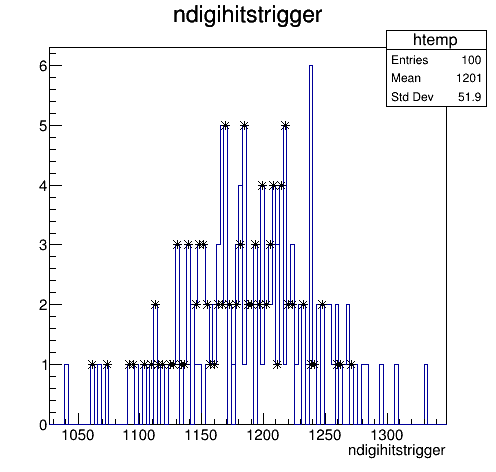 ndigihitstrigger
htemp
Entries 100
Mean 1201
Std Dev 51.9
6
5
4
3
2
1
0
1050 1100 1150 1200 1250 1300
ndigihitstrigger